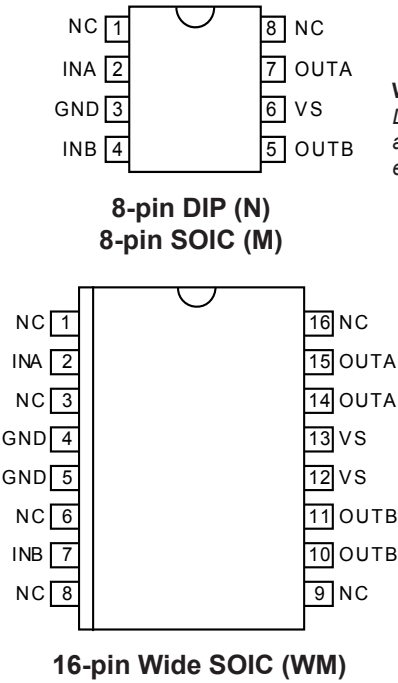 NC 1 8 NC
INA 2 7 OUTA
GND 3 6 VS
INB 4 5 OUTB
8-pin DIP (N)
8-pin SOIC (M)
NC 1 16 NC
INA 2 15 OUTA
NC 3 14 OUTA
GND 4 13 VS
GND 5 12 VS
NC 6 11 OUTB
INB 7 10 OUTB
NC 8 9 NC
16-pin Wide SOIC (WM)